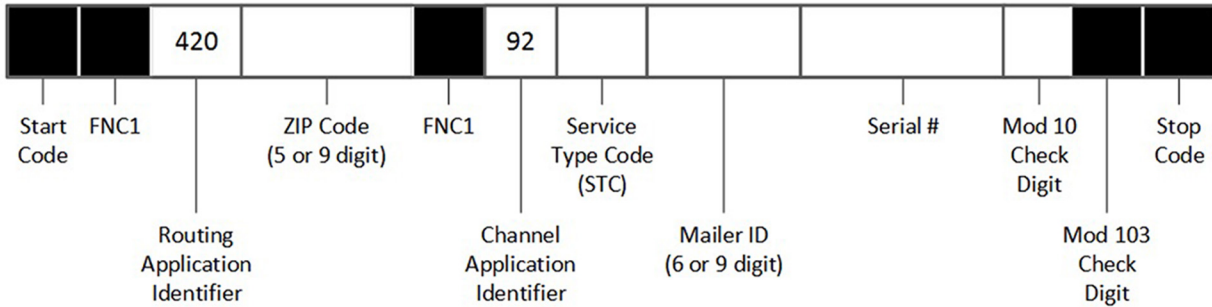 420
92
Start
Code
FNC1
ZIP Code
(5 or 9 digit)
FNC1
Service
Type Code
(STC)
Serial #
Mod 10
Check
Digit
Stop
Code
Routing
Application
Identifier
Channel
Application
Identifier
Mailer ID
(6 or 9 digit)
Mod 103
Check
Digit